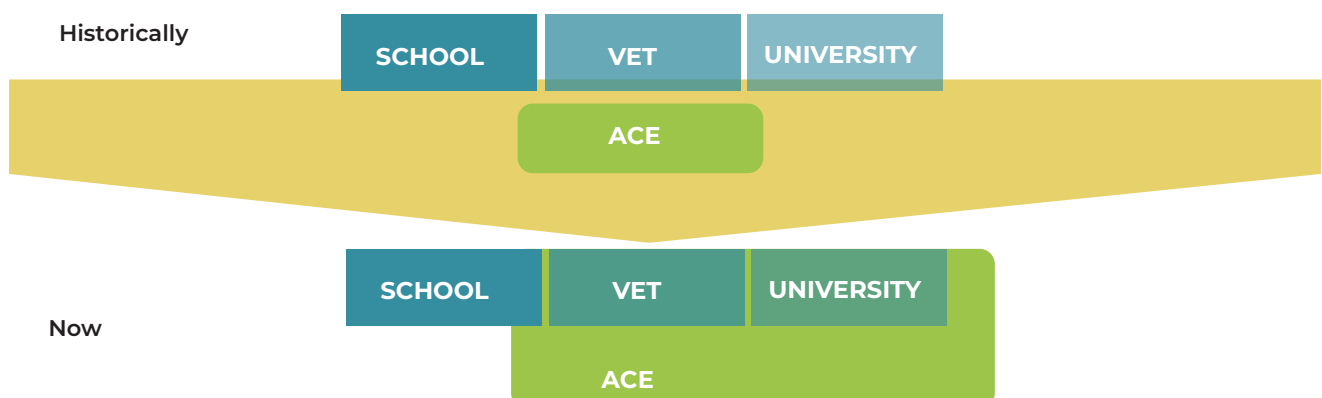 Historically
SCHOOL VET UNIVERSITY
ACE
SCHOOL VET UNIVERSITY
Now
ACE